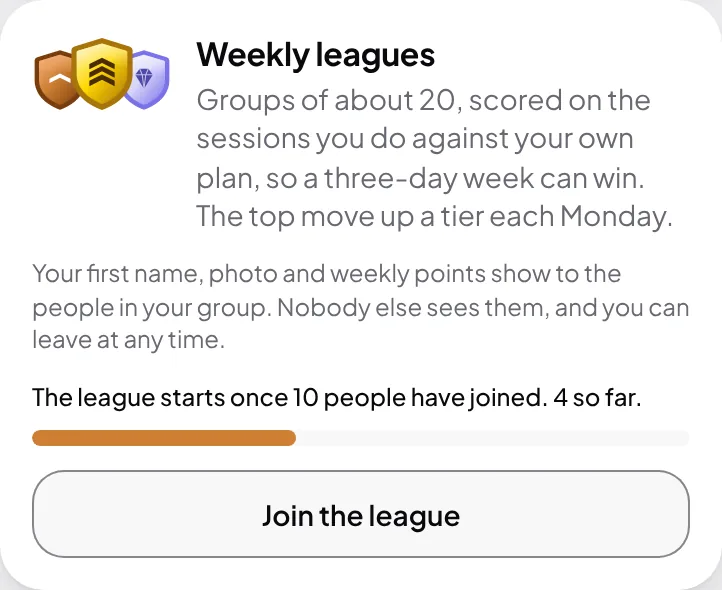 Weekly leagues
Groups of about 20, scored on the
sessions you do against your own
plan, so a three-day week can win.
The top move up a tier each Monday.
Your first name, photo and weekly points show to the
people in your group. Nobody else sees them, and you can
leave at any time.
The league starts once 10 people have joined. 4 so far.
Join the league